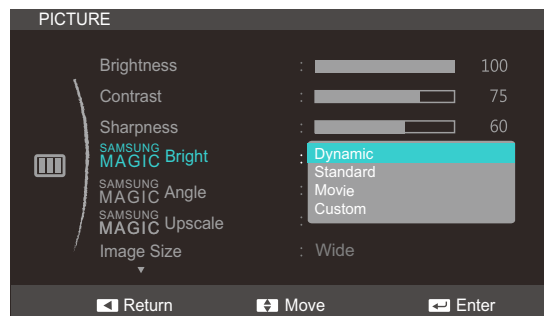 PICTURE
Brightness : 100
Contrast : 75
Sharpness : 60
SAMSUNG MAGIC Bright : Dynamic
Standard
Movie
Custom
SAMSUNG MAGIC Angle :
SAMSUNG MAGIC Upscale :
Image Size : Wide
Return Move Enter